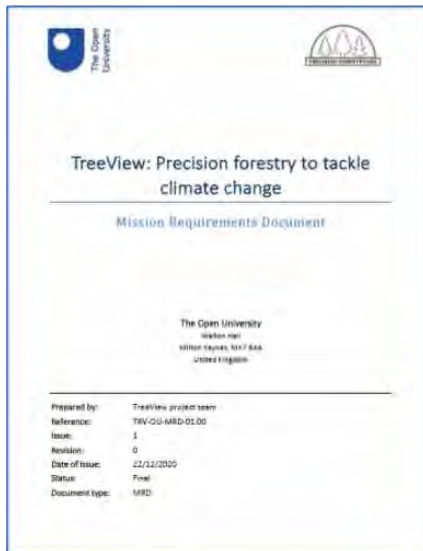 The Open
University
TreeView: Precision forestry to tackle
climate change
Mission Requirements Document
The Open University
Walton Hall
Milton Keynes, MK7 6AA
United Kingdom
Prepared by: TreeView project team
Reference: TRV-OU-MRD-01.00
Issue: 1
Revision: 0
Date of Issue: 22/12/2020
Status: Final
Document type: MRD